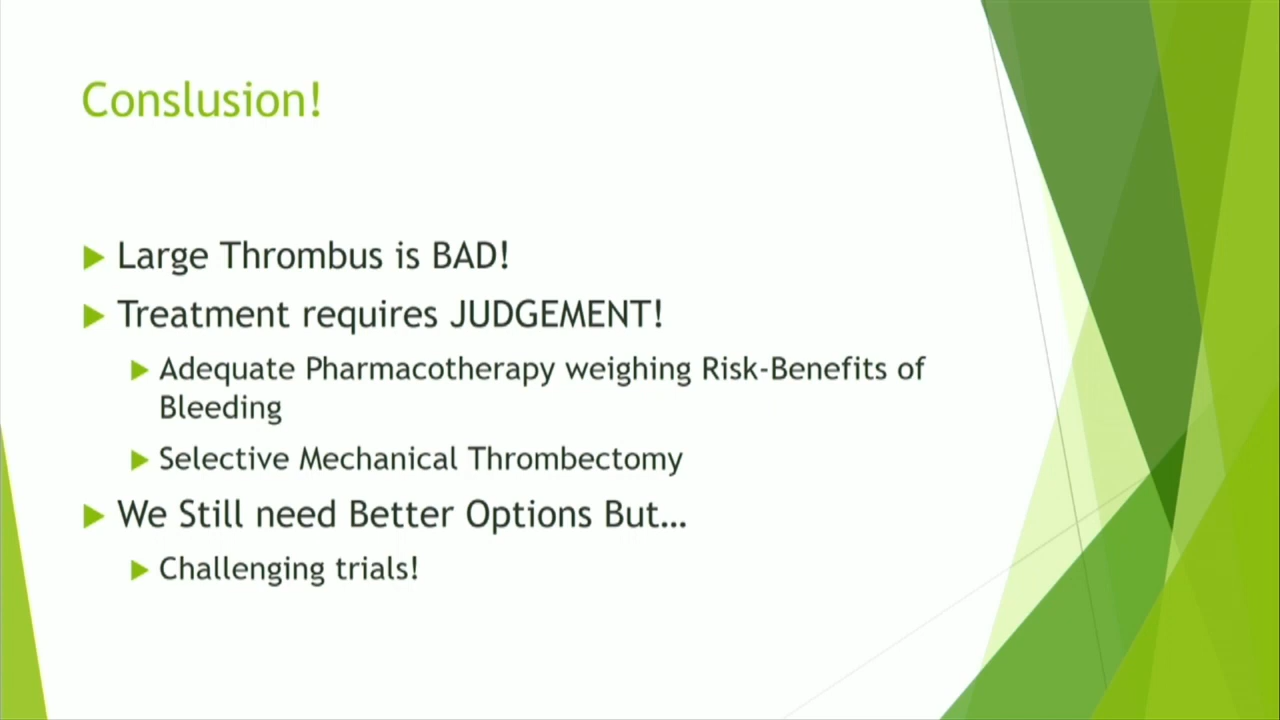 Conslusion!
Large Thrombus is BAD!
Treatment requires JUDGEMENT!
Adequate Pharmacotherapy weighing Risk-Benefits of
Bleeding
Selective Mechanical Thrombectomy
We Still need Better Options But…
Challenging trials!